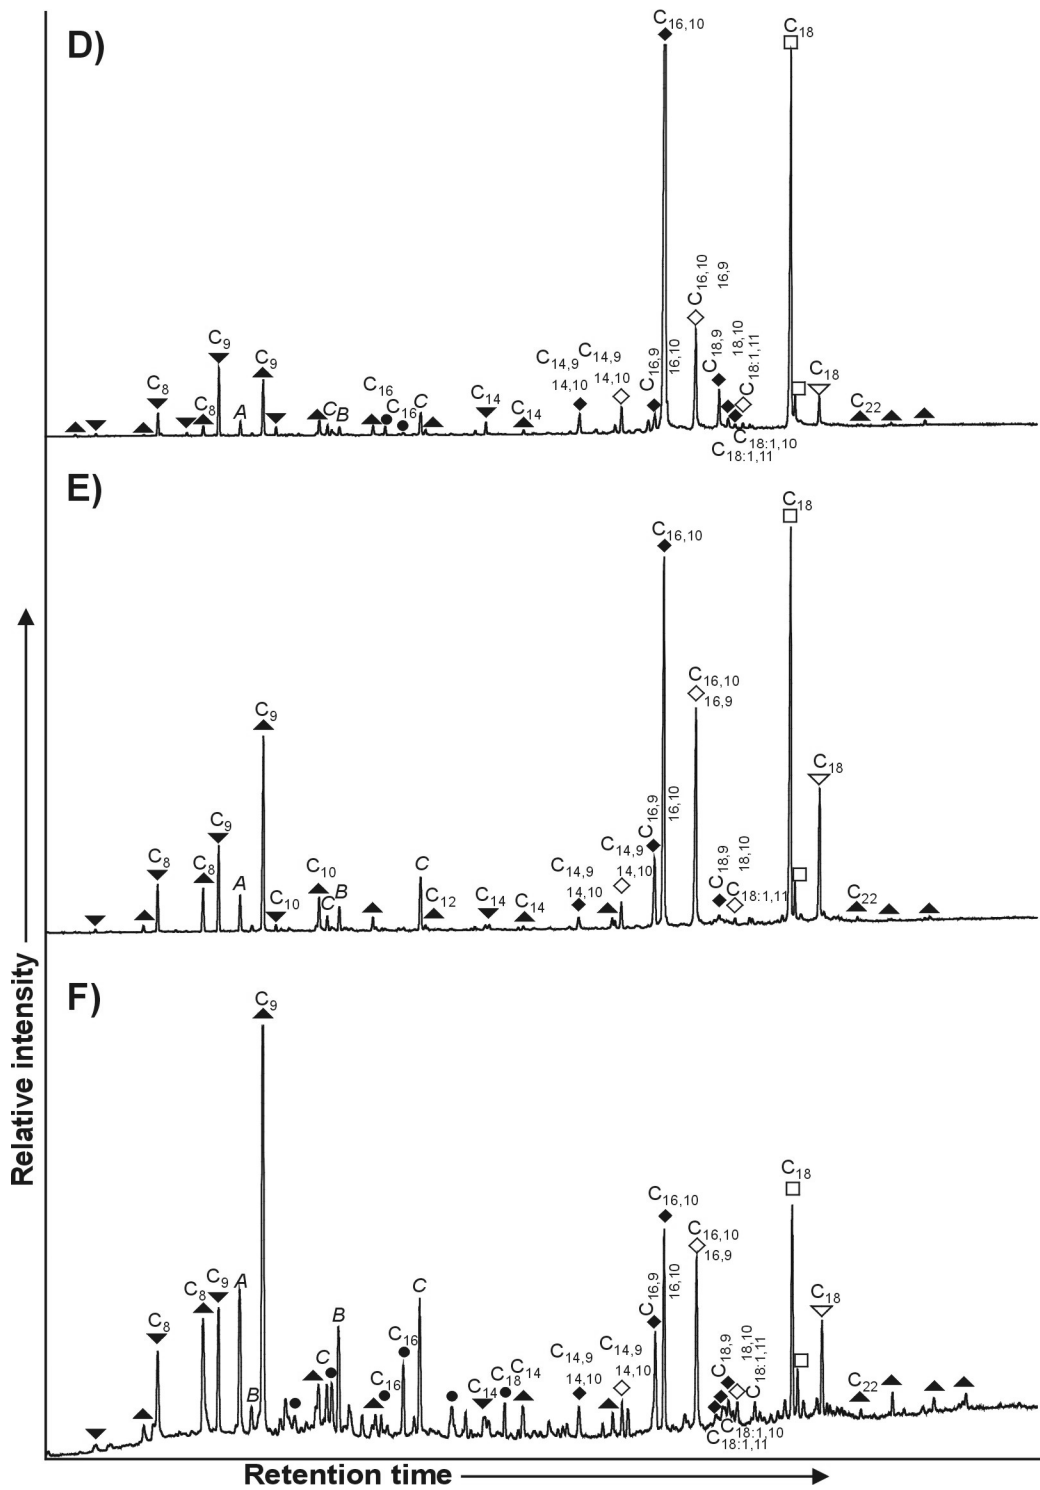 D)
C16,10
C18
C16,10
16,9
C9
C8
C9
C8
A
C B
C16
C16
C
C14
C14
C14,9
14,10
C14,9
14,10
C16,9
16,10
C18,9
18,10
C18:1,11
C18:1,10
C18:1,11
C18
C22
E)
C18
C16,10
C16,10
16,9
C9
C9
C8
C8
A
C10
C10
C
B
C
C12
C14
C14
C14,9
14,10
C14,9
14,10
C16,9
16,10
C18,9
18,10
C18:1,11
C18
C22
F)
C9
C18
C16,10
C16,10
16,9
C8
C8
C9
A
B
C
B
C16
C16
C
C14
C18
C14
C14,9
14,10
C14,9
14,10
C16,9
16,10
C18,9
18,10
C18:1,11
C18:1,10
C18:1,11
C18
C22
Relative intensity
Retention time